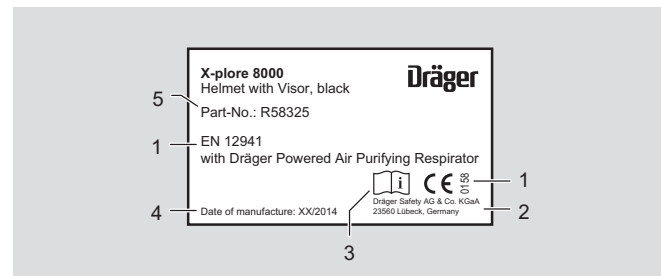 X-plore 8000
Helmet with Visor, black
Dräger
5
Part-No.: R58325
1
EN 12941
with Dräger Powered Air Purifying Respirator
i
CE
0158
1
Dräger Safety AG & Co. KGaA
23560 Lübeck, Germany
2
4
Date of manufacture: XX/2014
3